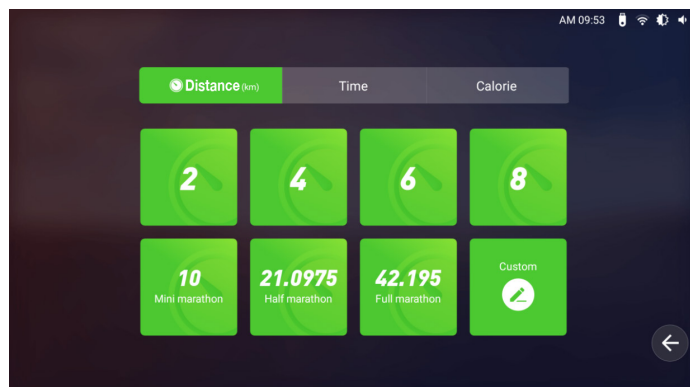 AM 09:53
Distance (km) Time Calorie
2 4 6 8
10 21.0975 42.195 Custom
Mini marathon Half marathon Full marathon